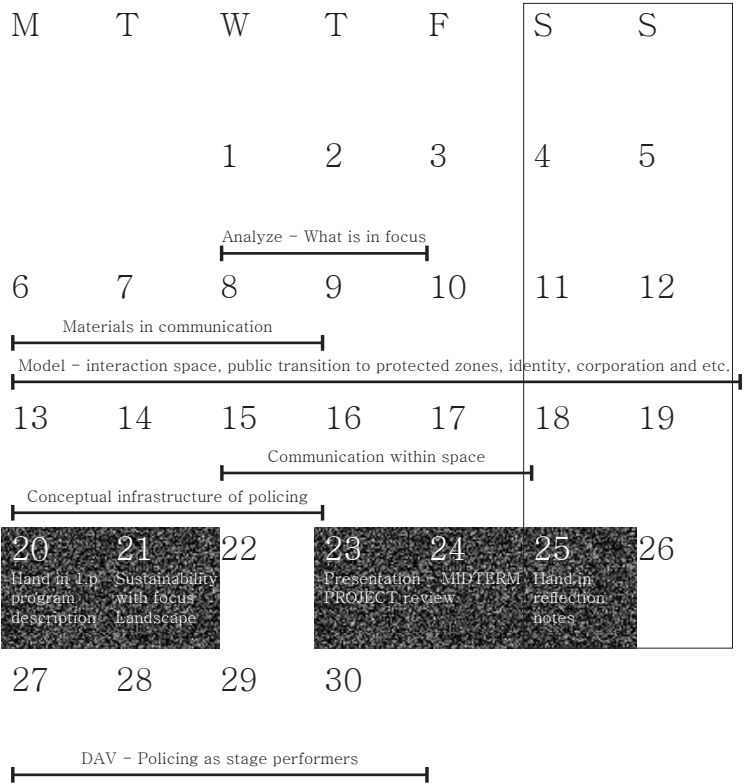 M T W T F S S
1 2 3 4 5
Analyze - What is in focus
6 7 8 9 10 11 12
Materials in communication
Model - interaction space, public transition to protected zones, identity, corporation and etc.
13 14 15 16 17 18 19
Communication within space
Conceptual infrastructure of policing
20 21 22 23 24 25 26
Hand in 1.p
program
description
Sustainability
with focus
Landscape
Presentation - MIDTERM
PROJECT review
Hand in
reflection
notes
27 28 29 30
DAV - Policing as stage performers